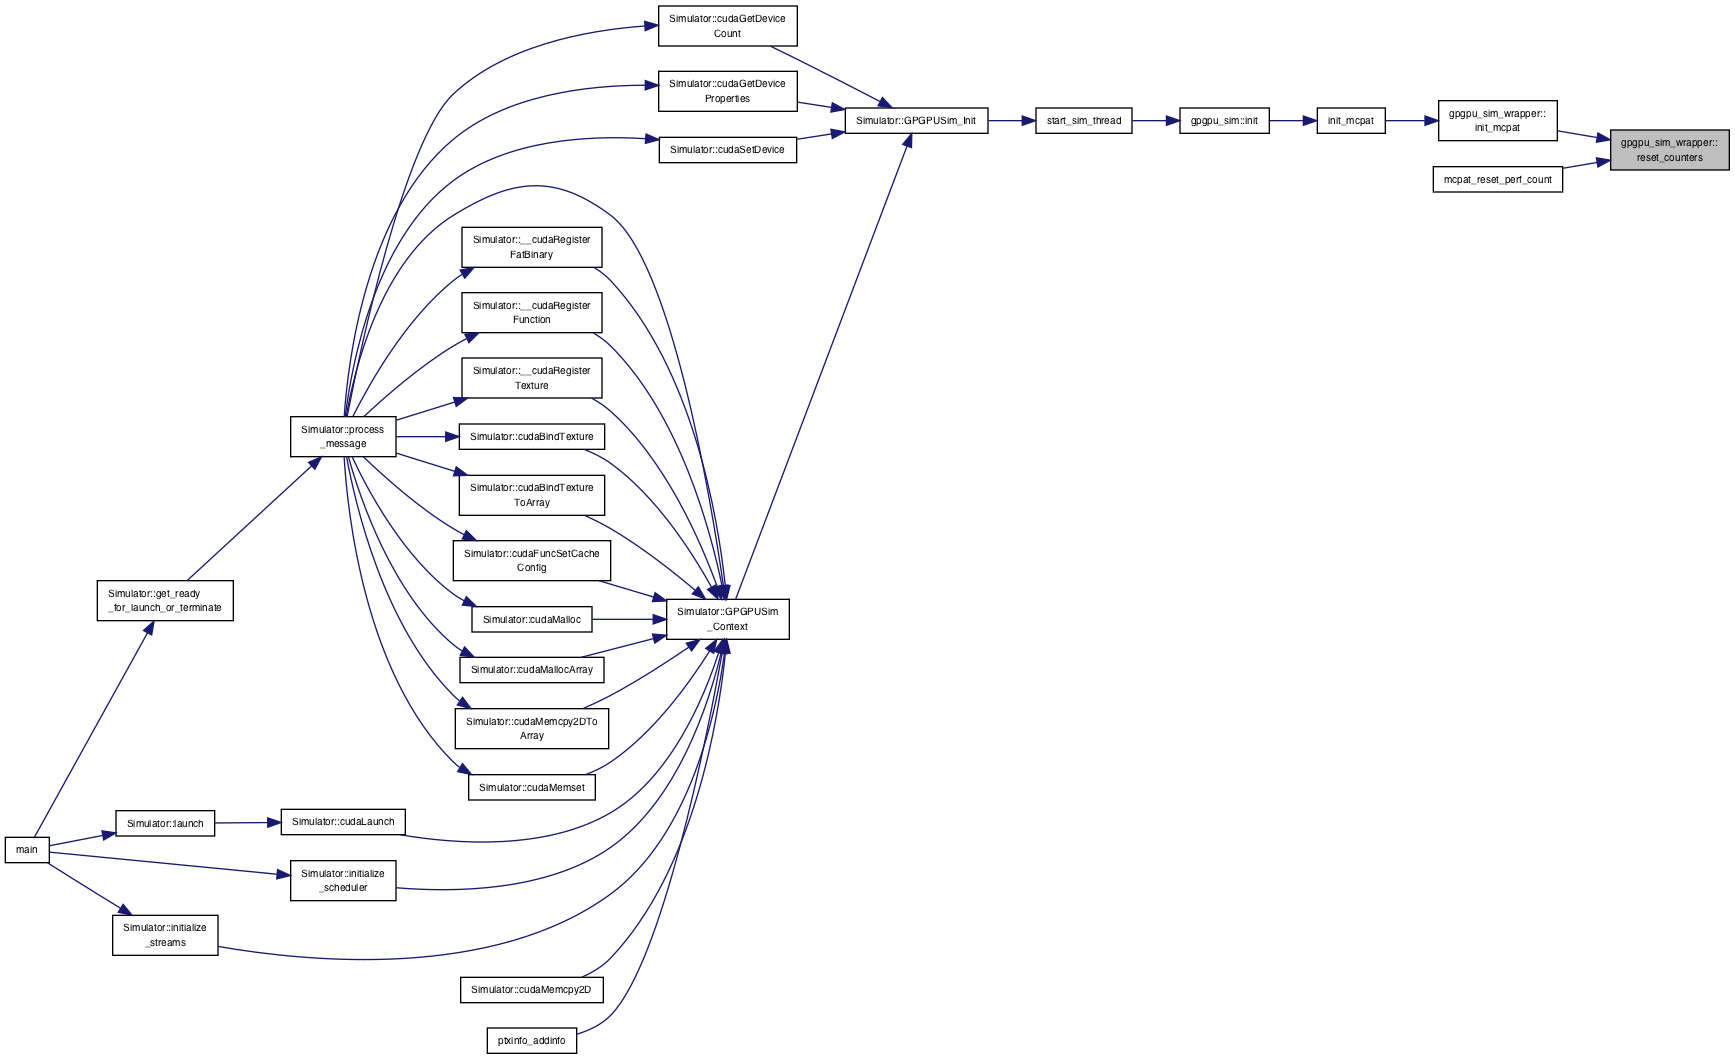 Simulator::cudaGetDevice
Count
Simulator::cudaGetDevice
Properties
Simulator::GPGPUSim_Init
start_sim_thread
gpgpu_sim::init
init_mcpat
gpgpu_sim_wrapper::
init_mcpat
gpgpu_sim_wrapper::
reset_counters
Simulator::cudaSetDevice
mcpat_reset_perf_count
Simulator::__cudaRegister
FatBinary
Simulator::__cudaRegister
Function
Simulator::__cudaRegister
Texture
Simulator::process
_message
Simulator::cudaBindTexture
Simulator::cudaBindTexture
ToArray
Simulator::cudaFuncSetCache
Config
Simulator::get_ready
_for_launch_or_terminate
Simulator::cudaMalloc
Simulator::GPGPUSim
_Context
Simulator::cudaMallocArray
Simulator::cudaMemcpy2DTo
Array
Simulator::cudaMemset
Simulator::launch
Simulator::cudaLaunch
main
Simulator::initialize
_scheduler
Simulator::initialize
_streams
Simulator::cudaMemcpy2D
ptxinfo_addinfo